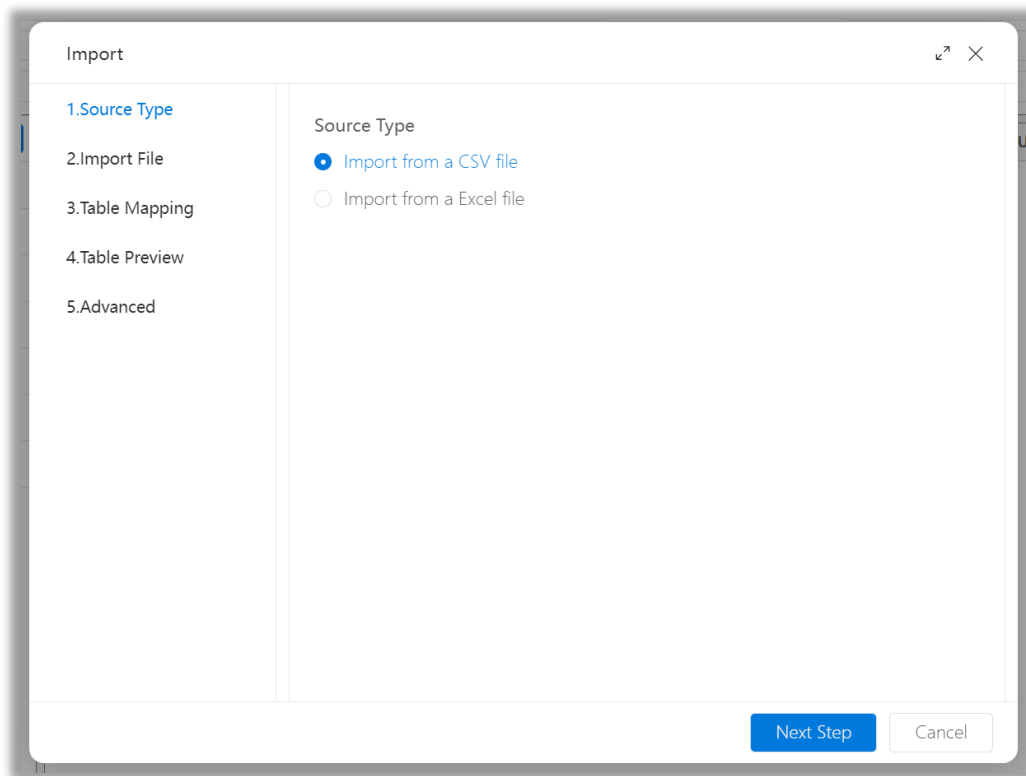 Import
1.Source Type
2.Import File
3.Table Mapping
4.Table Preview
5.Advanced
Source Type
Import from a CSV file
Import from a Excel file
Next Step
Cancel